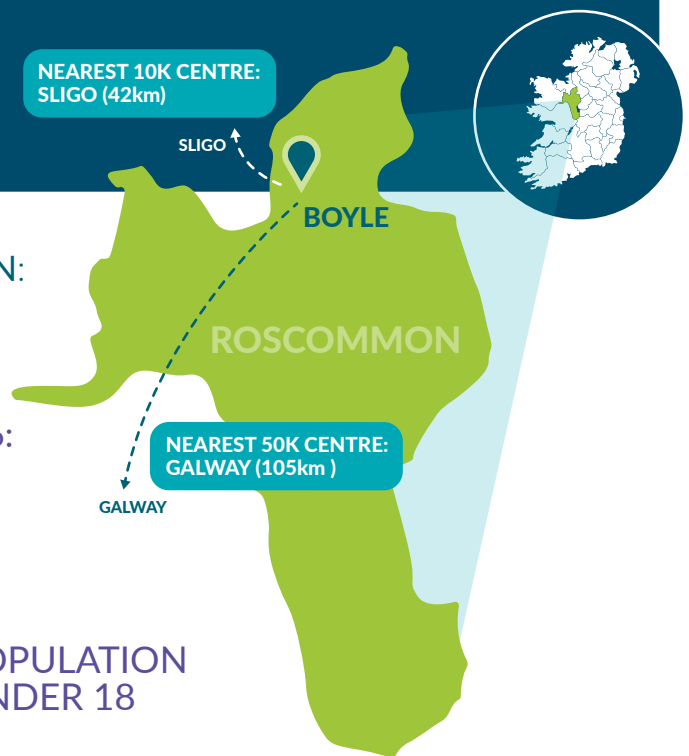 NEAREST 10K CENTRE:
SLIGO (42km)
SLIGO
BOYLE
N:
ROSCOMMON
:
NEAREST 50K CENTRE:
GALWAY (105km )
GALWAY
OPULATION
NDER 18